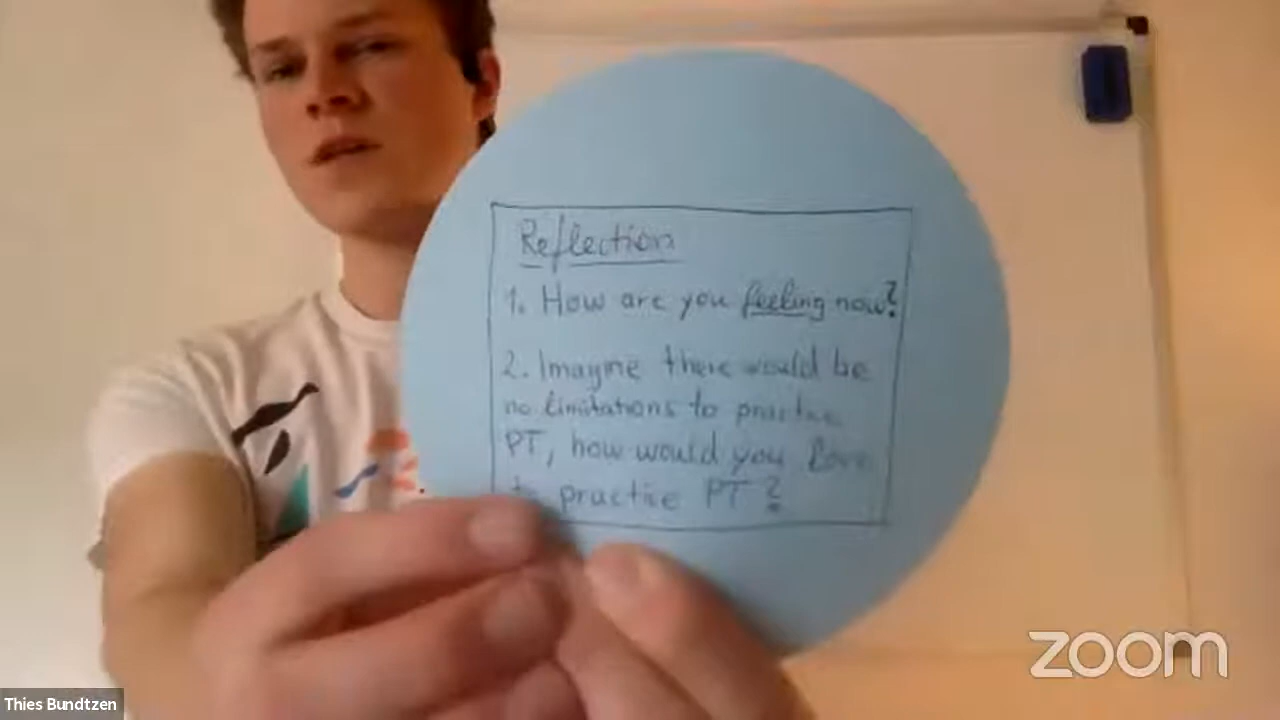 Reflection
1. How are you feeling now?
2. Imagine there would be
no limitations to practice
PT, how would you love
to practice PT?
zoom
Thies Bundtzen